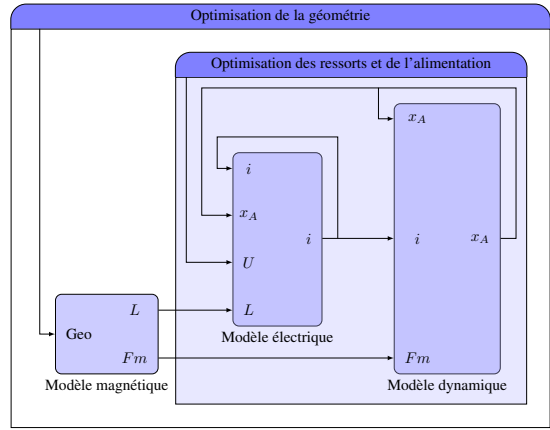 Optimisation de la géométrie
Optimisation des ressorts et de l'alimentation
x_A
i
x_A
i
i
x_A
U
L
L
Modèle électrique
Geo
Fm
Fm
Modèle magnétique
Modèle dynamique